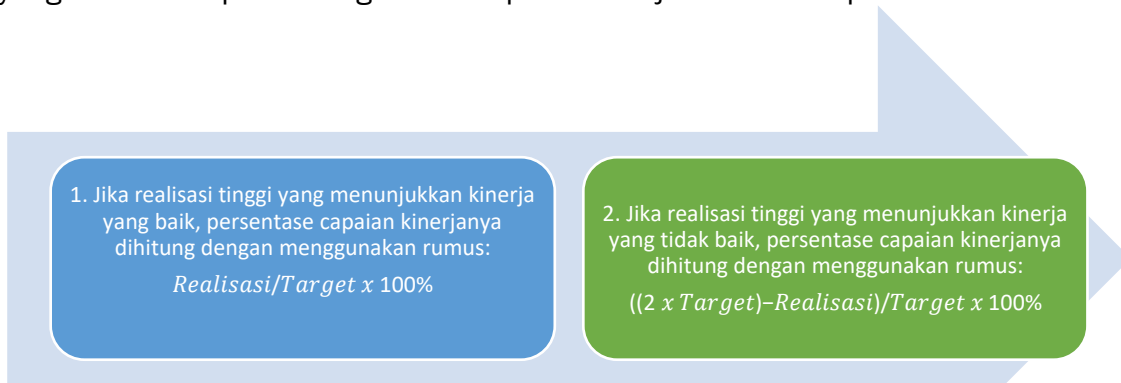 1. Jika realisasi tinggi yang menunjukkan kinerja
yang baik, persentase capaian kinerjanya
dihitung dengan menggunakan rumus:
Realisasi/Target x 100%
2. Jika realisasi tinggi yang menunjukkan kinerja
yang tidak baik, persentase capaian kinerjanya
dihitung dengan menggunakan rumus:
((2 x Target)–Realisasi)/Target x 100%